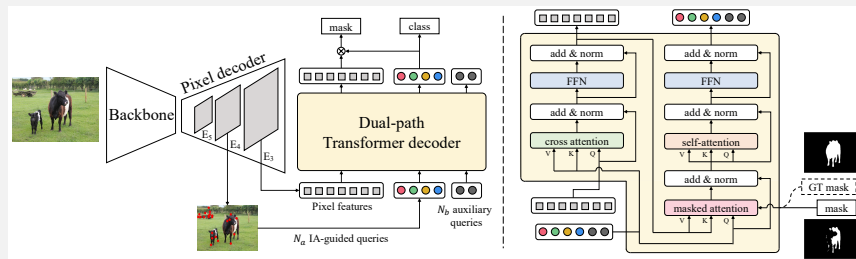 mask
class
Pixel decoder
Backbone
E₅
E₄
E₃
Dual-path
Transformer decoder
Pixel features
N_a IA-guided queries
N_b auxiliary
queries
add & norm
add & norm
FFN
FFN
add & norm
add & norm
cross attention
self-attention
V
K
Q
V
K
Q
add & norm
GT mask
masked attention
mask
V
K
Q